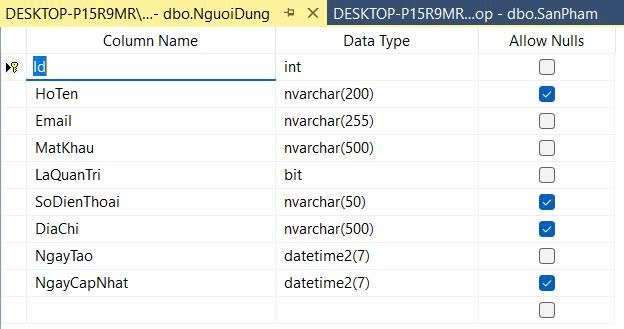 DESKTOP-P15R9MR\...- dbo.NguoiDung DESKTOP-P15R9MR...op - dbo.SanPham
Column Name Data Type Allow Nulls
Id int
HoTen nvarchar(200)
Email nvarchar(255)
MatKhau nvarchar(500)
LaQuanTri bit
SoDienThoai nvarchar(50)
DiaChi nvarchar(500)
NgayTao datetime2(7)
NgayCapNhat datetime2(7)